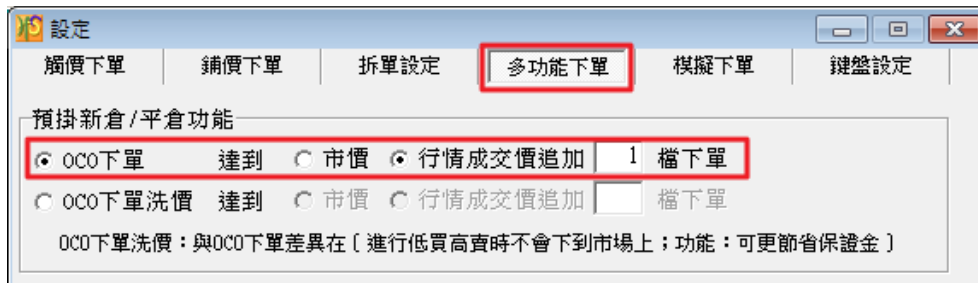 設定
觸價下單 鋪價下單 拆單設定 多功能下單 模擬下單 鍵盤設定
預掛新倉/平倉功能
OCO下單 達到 市價 行情成交價追加 1 檔下單
OCO下單洗價 達到 市價 行情成交價追加 檔下單
OCO下單洗價：與OCO下單差異在〔進行低買高賣時不會下到市場上；功能：可更節省保證金〕